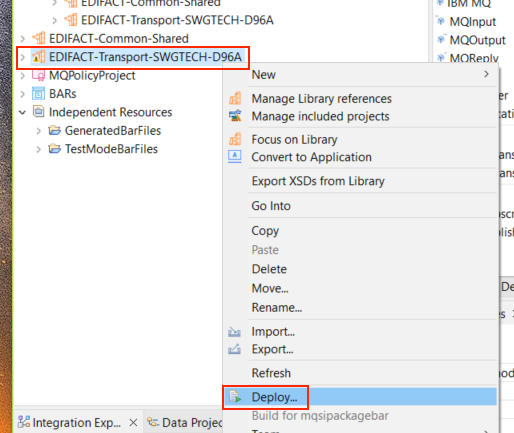 EDIFACT-Common-Shared
EDIFACT-Transport-SWGTECH-D96A
EDIFACT-Common-Shared
EDIFACT-Transport-SWGTECH-D96A
MQPolicyProject
BARs
Independent Resources
GeneratedBarFiles
TestModeBarFiles
IBM MQ
MQInput
MQOutput
MQReply
New
Manage Library references
Manage included projects
Focus on Library
Convert to Application
Export XSDs from Library
Go Into
Copy
Paste
Delete
Move...
Rename...
Import...
Export...
Refresh
Deploy...
Build for mqsipackagebar
Team
Integration Exp...
Data Projec